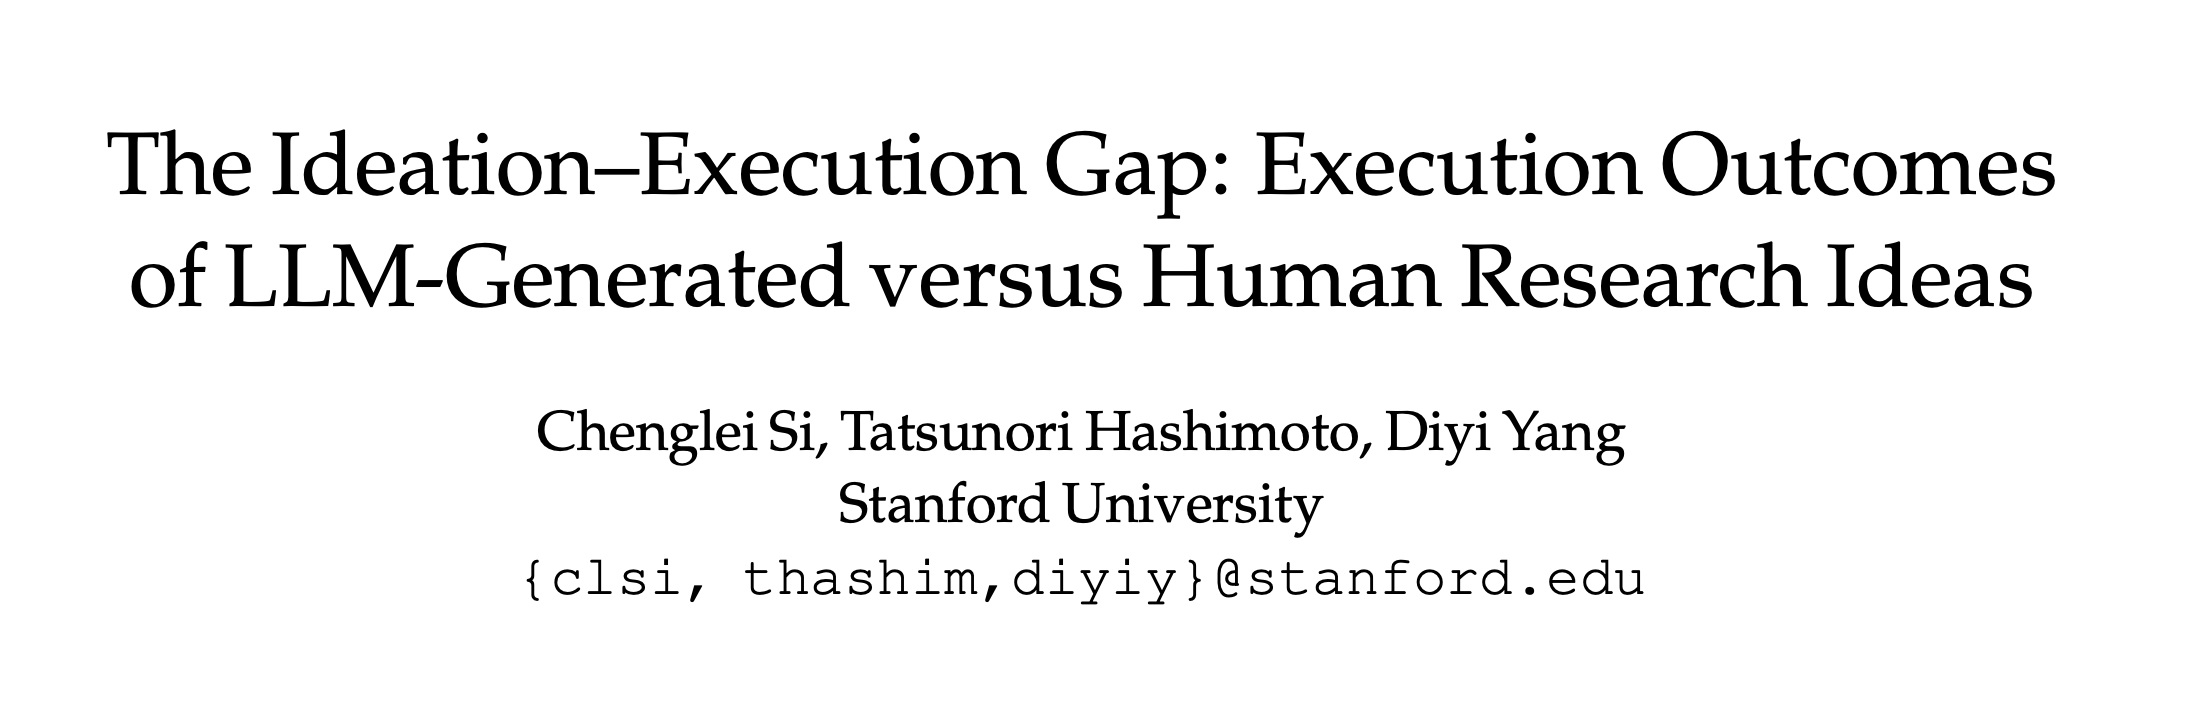 The Ideation–Execution Gap: Execution Outcomes
of LLM-Generated versus Human Research Ideas
Chenglei Si, Tatsunori Hashimoto, Diyi Yang
Stanford University
{clsi, thashim,diyiy}@stanford.edu